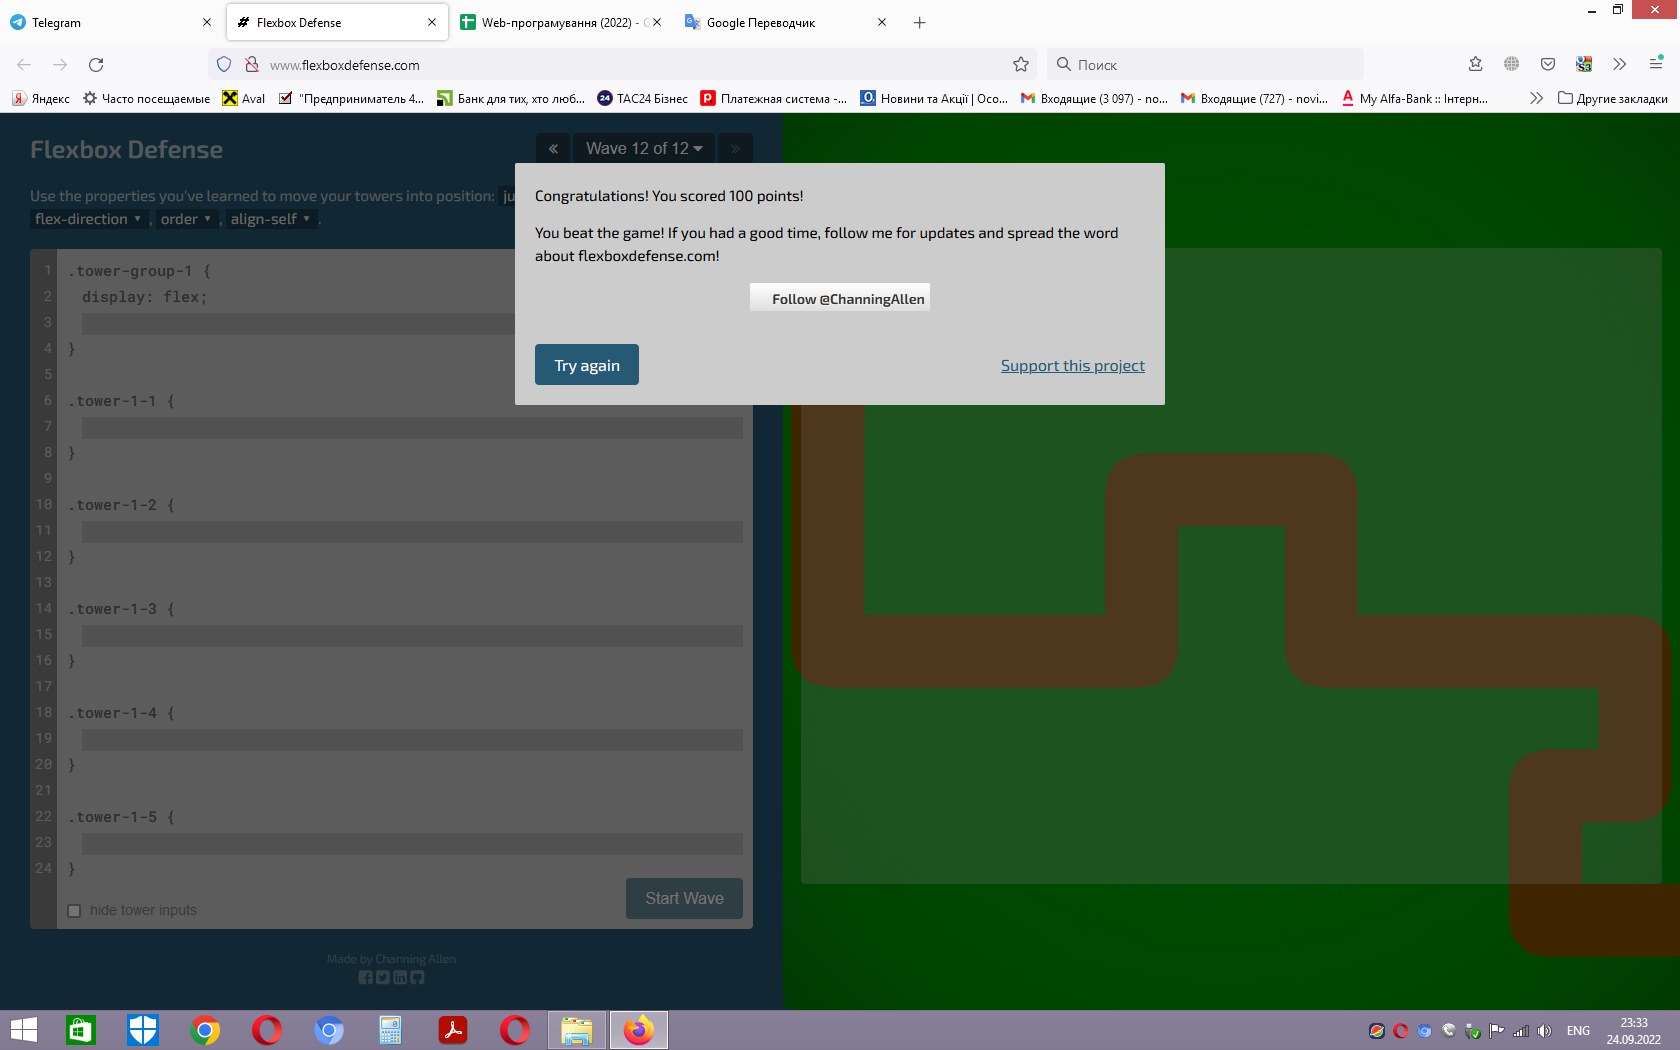 Telegram
Flexbox Defense
Web-програмування (2022) -
Google Переводчик
www.flexboxdefense.com
Поиск
Яндекс
Часто посещаемые
Aval
"Предприниматель 4...
Банк для тих, хто люб...
24 ТАС24 Бізнес
Платежная система -...
Новини та Акції | Осо...
Входящие (3 097) - no...
Входящие (727) - novi...
My Alfa-Bank :: Інтерн...
Другие закладки
Flexbox Defense
« Wave 12 of 12 »
Use the properties you've learned to move your towers into position: ju
flex-direction , order , align-self .
Congratulations! You scored 100 points!
You beat the game! If you had a good time, follow me for updates and spread the word
about flexboxdefense.com!
Follow @ChanningAllen
Try again
Support this project
1 .tower-group-1 {
2 display: flex;
3
4 }
5
6 .tower-1-1 {
7
8 }
9
10 .tower-1-2 {
11
12 }
13
14 .tower-1-3 {
15
16 }
17
18 .tower-1-4 {
19
20 }
21
22 .tower-1-5 {
23
24 }
hide tower inputs
Start Wave
Made by Channing Allen
ENG
23:33
24.09.2022